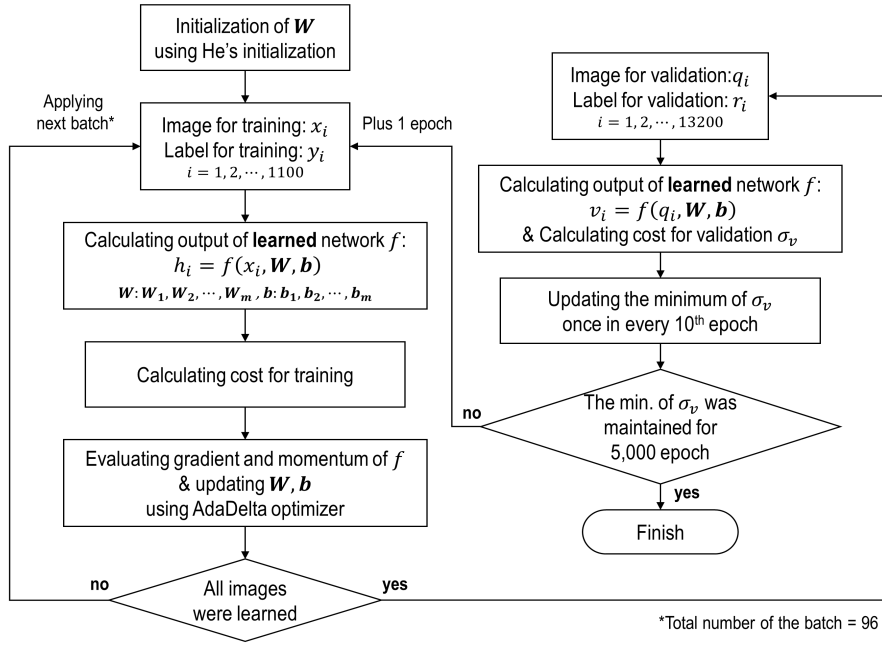 Initialization of W
using He's initialization
Applying
next batch*
Image for training: xᵢ
Label for training: yᵢ
i = 1, 2, ⋯ , 1100
Plus 1 epoch
Calculating output of learned network f:
hᵢ = f(xᵢ, W, b)
W: W₁, W₂, ⋯ , Wₘ , b: b₁, b₂, ⋯ , bₘ
Calculating cost for training
Evaluating gradient and momentum of f
& updating W, b
using AdaDelta optimizer
no
All images
were learned
yes
Image for validation: qᵢ
Label for validation: rᵢ
i = 1, 2, ⋯ , 13200
Calculating output of learned network f:
vᵢ = f(qᵢ, W, b)
& Calculating cost for validation σᵥ
Updating the minimum of σᵥ
once in every 10th epoch
no
The min. of σᵥ was
maintained for
5,000 epoch
yes
Finish
*Total number of the batch = 96